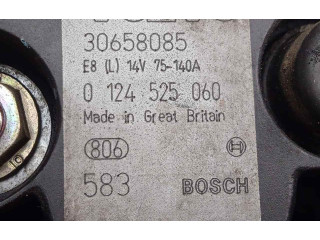 30658085
E8 (L) 14V 75-140A
0 124 525 060
Made in Great Britain
806
583 BOSCH